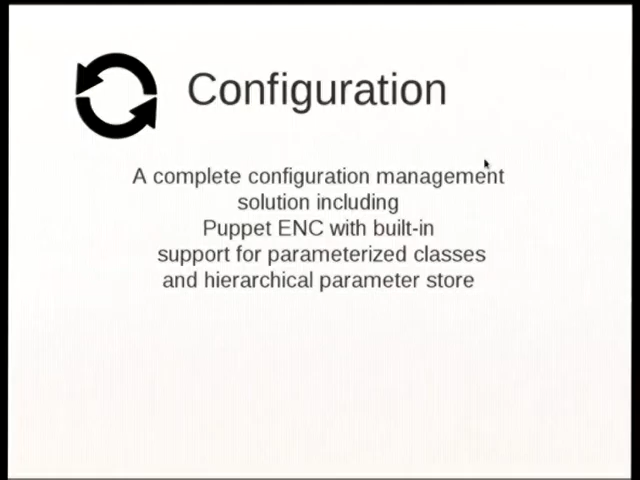 Configuration
A complete configuration management
solution including
Puppet ENC with built-in
support for parameterized classes
and hierarchical parameter store